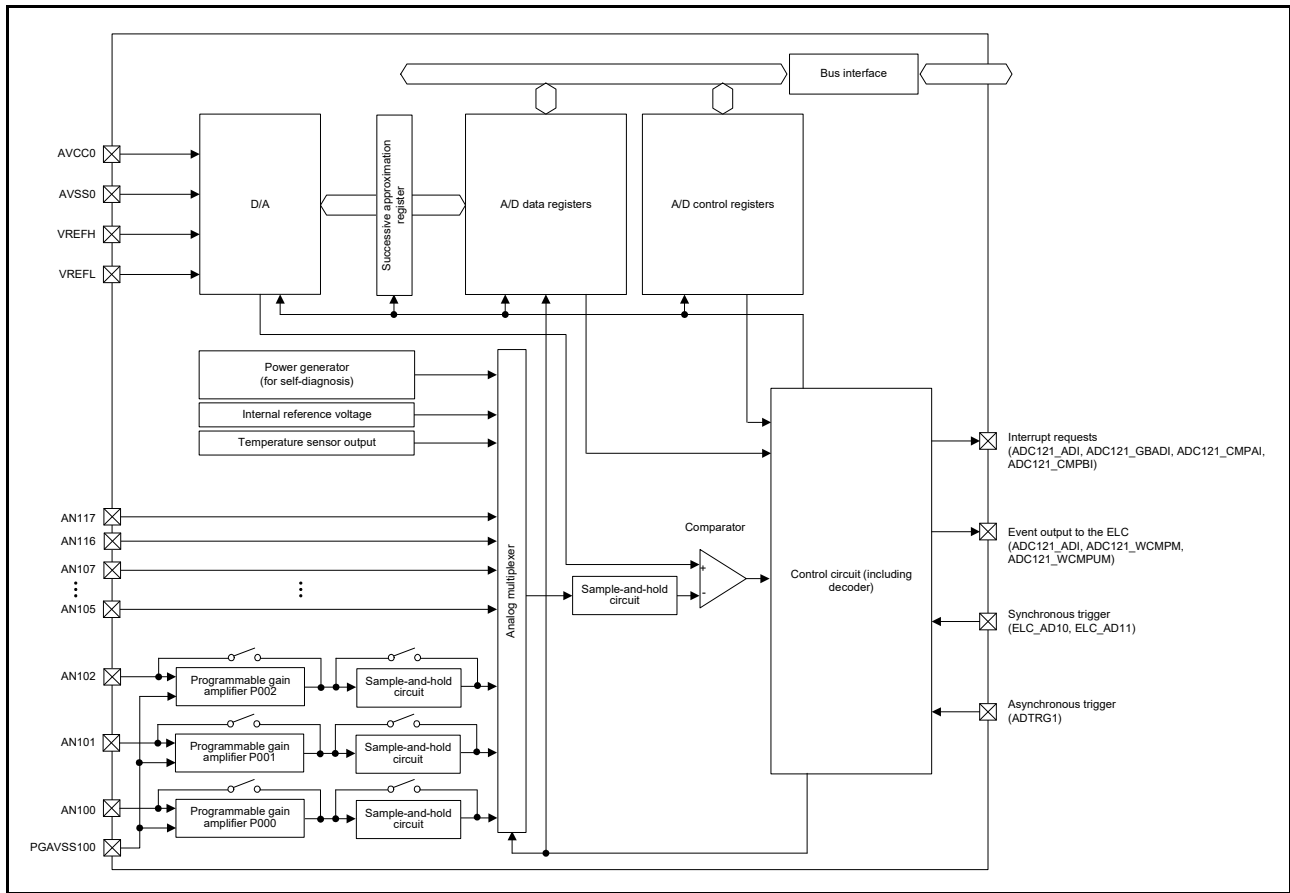 Bus interface
AVCC0
AVSS0
VREFH
VREFL
D/A
Successive approximation
register
A/D data registers
A/D control registers
Power generator
(for self-diagnosis)
Internal reference voltage
Temperature sensor output
AN117
AN116
AN107
AN105
AN102
AN101
AN100
PGAVSS100
Programmable gain
amplifier P002
Sample-and-hold
circuit
Programmable gain
amplifier P001
Sample-and-hold
circuit
Programmable gain
amplifier P000
Sample-and-hold
circuit
Analog multiplexer
Sample-and-hold
circuit
Comparator
+
-
Control circuit (including
decoder)
Interrupt requests
(ADC121_ADI, ADC121_GBADI, ADC121_CMPAI,
ADC121_CMPBI)
Event output to the ELC
(ADC121_ADI, ADC121_WCMPM,
ADC121_WCMPUM)
Synchronous trigger
(ELC_AD10, ELC_AD11)
Asynchronous trigger
(ADTRG1)